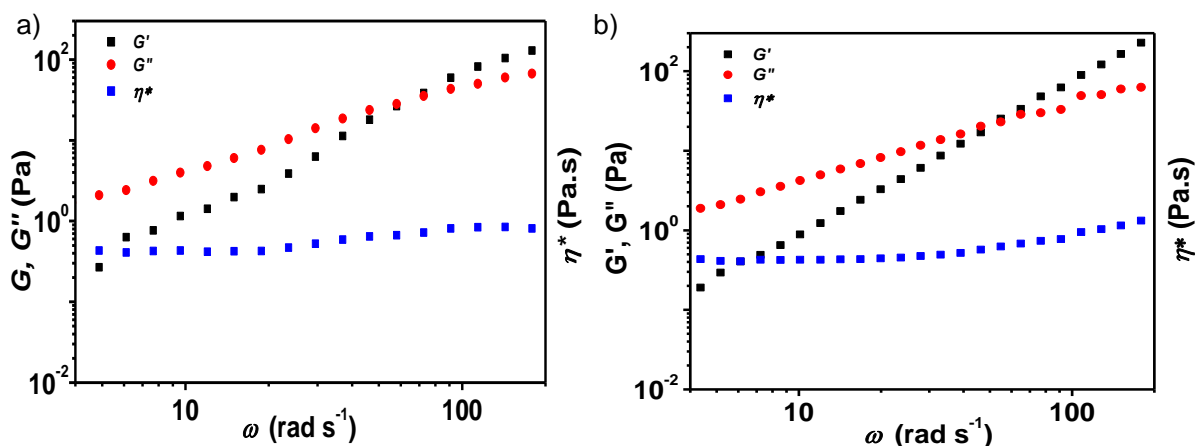 a)
G'
G"
η*
10²
10⁰
10⁻²
G, G" (Pa)
η* (Pa.s)
10
100
ω (rad s⁻¹)
b)
G'
G"
η*
10²
10⁰
10⁻²
G', G" (Pa)
η* (Pa.s)
10
100
ω (rad s⁻¹)